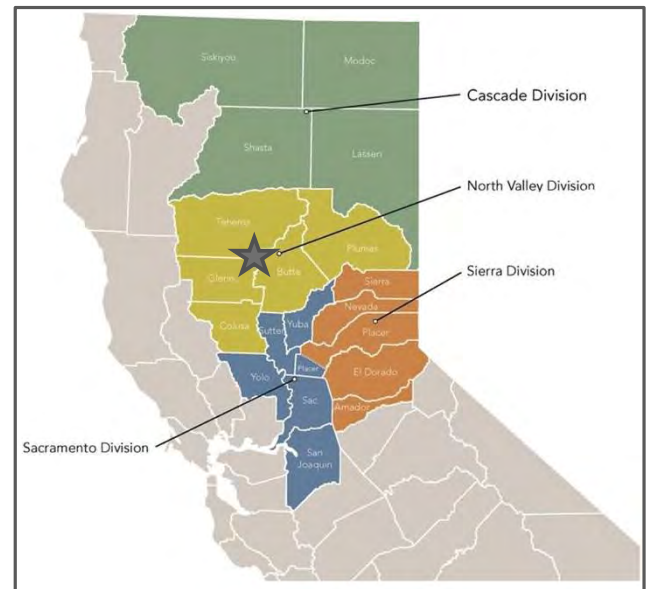 Siskiyou
Modoc
Cascade Division
Shasta
Lassen
North Valley Division
Tehema
Plumas
Butte
Glenn
Sierra Division
Sierra
Nevada
Colusa
Yuba
Sutter
Placer
Placer
Yolo
El Dorado
Sac
Amador
Sacramento Division
San
Joaquin